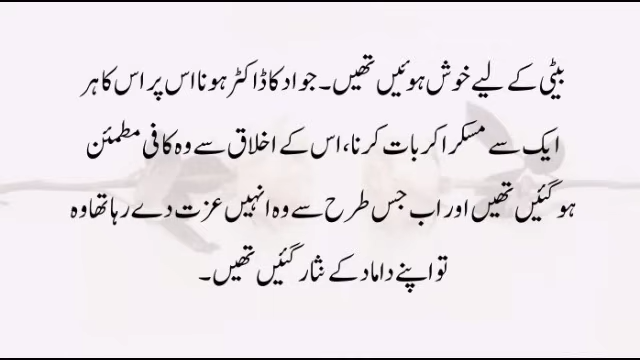 بیٹی کے لیے خوش ہوئیں تھیں۔ جواد کا ڈاکٹر ہونا اس پر اس کا ہر
ایک سے مسکرا کر بات کرنا، اس کے اخلاق سے وہ کافی مطمئن
ہو گئیں تھیں اور اب جس طرح سے وہ انہیں عزت دے رہا تھا وہ
تو اپنے داماد کے نثار گئیں تھیں۔